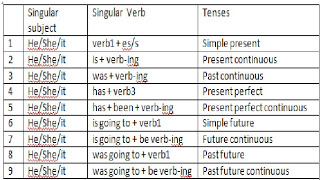 Singular subject Singular Verb Tenses
1 He/She/it verb1 + es/s Simple present
2 He/She/it is + verb-ing Present continuous
3 He/She/it was + verb-ing Past continuous
4 He/She/it has + verb3 Present perfect
5 He/She/it has + been + verb-ing Present perfect continuous
6 He/She/it is going to + verb1 Simple future
7 He/She/it is going to + be verb-ing Future continuous
8 He/She/it was going to + verb1 Past future
9 He/She/it was going to + be verb-ing Past future continuous